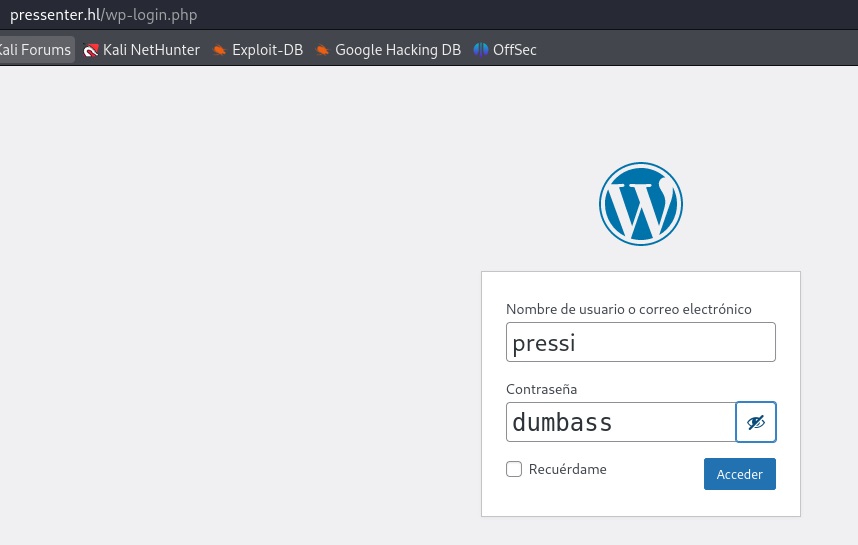 pressenter.hl/wp-login.php
Kali Forums Kali NetHunter Exploit-DB Google Hacking DB OffSec
Nombre de usuario o correo electrónico
pressi
Contraseña
dumbass
Recuérdame Acceder